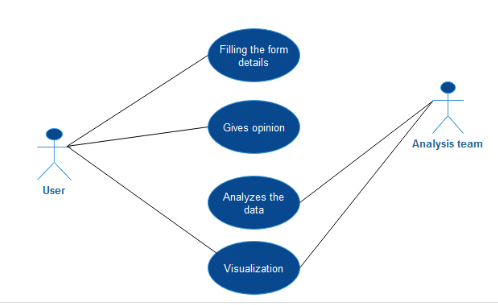 Filling the form
details
Gives opinion
Analysis team
User
Analyzes the
data
Visualization